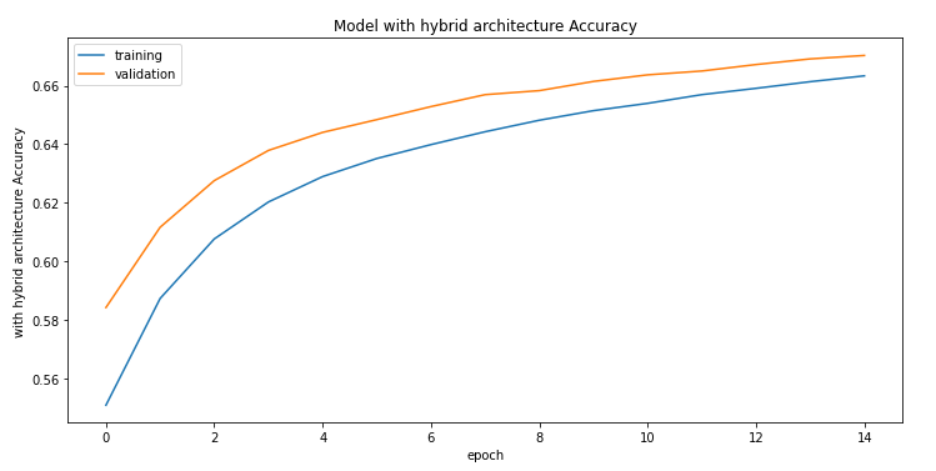 Model with hybrid architecture Accuracy
training
validation
with hybrid architecture Accuracy
0.66
0.64
0.62
0.60
0.58
0.56
0 2 4 6 8 10 12 14
epoch